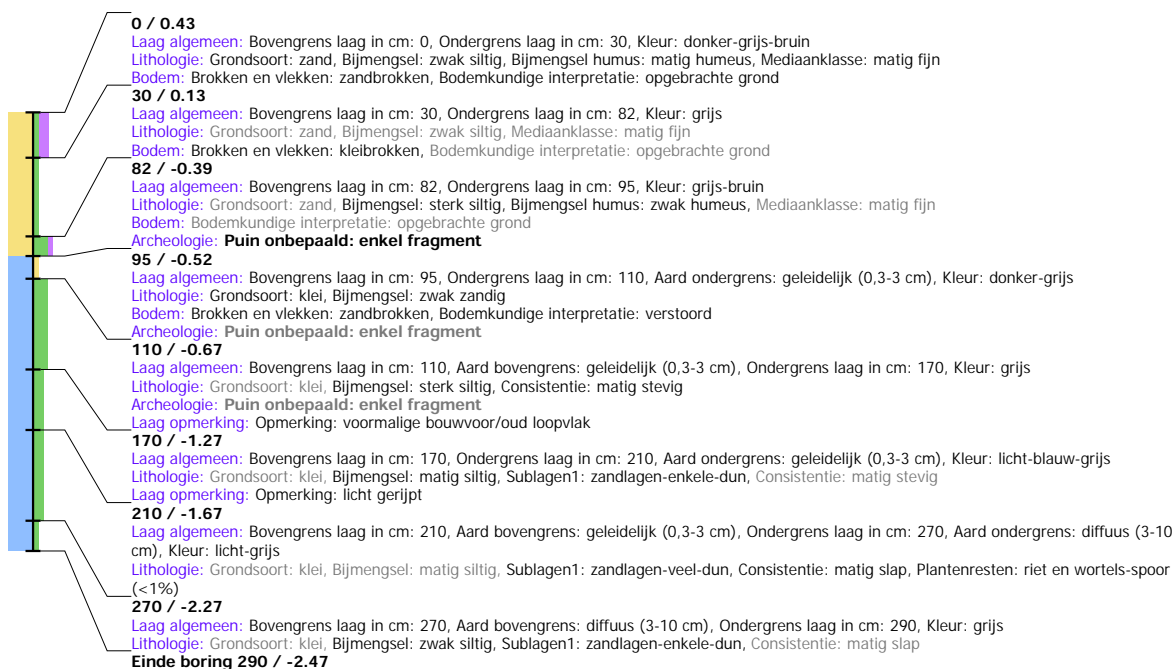 0 / 0.43
Laag algemeen: Bovengrens laag in cm: 0, Ondergrens laag in cm: 30, Kleur: donker-grijs-bruin
Lithologie: Grondsoort: zand, Bijmengsel: zwak siltig, Bijmengsel humus: matig humeus, Mediaanklasse: matig fijn
Bodem: Brokken en vlekken: zandbrokken, Bodemkundige interpretatie: opgebrachte grond
30 / 0.13
Laag algemeen: Bovengrens laag in cm: 30, Ondergrens laag in cm: 82, Kleur: grijs
Lithologie: Grondsoort: zand, Bijmengsel: zwak siltig, Mediaanklasse: matig fijn
Bodem: Brokken en vlekken: kleibrokken, Bodemkundige interpretatie: opgebrachte grond
82 / -0.39
Laag algemeen: Bovengrens laag in cm: 82, Ondergrens laag in cm: 95, Kleur: grijs-bruin
Lithologie: Grondsoort: zand, Bijmengsel: sterk siltig, Bijmengsel humus: zwak humeus, Mediaanklasse: matig fijn
Bodem: Bodemkundige interpretatie: opgebrachte grond
Archeologie: Puin onbepaald: enkel fragment
95 / -0.52
Laag algemeen: Bovengrens laag in cm: 95, Ondergrens laag in cm: 110, Aard ondergrens: geleidelijk (0,3-3 cm), Kleur: donker-grijs
Lithologie: Grondsoort: klei, Bijmengsel: zwak zandig
Bodem: Brokken en vlekken: zandbrokken, Bodemkundige interpretatie: verstoord
Archeologie: Puin onbepaald: enkel fragment
110 / -0.67
Laag algemeen: Bovengrens laag in cm: 110, Aard bovengrens: geleidelijk (0,3-3 cm), Ondergrens laag in cm: 170, Kleur: grijs
Lithologie: Grondsoort: klei, Bijmengsel: sterk siltig, Consistentie: matig stevig
Archeologie: Puin onbepaald: enkel fragment
Laag opmerking: Opmerking: voormalige bouwvoor/oud loopvlak
170 / -1.27
Laag algemeen: Bovengrens laag in cm: 170, Ondergrens laag in cm: 210, Aard ondergrens: geleidelijk (0,3-3 cm), Kleur: licht-blauw-grijs
Lithologie: Grondsoort: klei, Bijmengsel: matig siltig, Sublagen1: zandlagen-enkele-dun, Consistentie: matig stevig
Laag opmerking: Opmerking: licht gerijpt
210 / -1.67
Laag algemeen: Bovengrens laag in cm: 210, Aard bovengrens: geleidelijk (0,3-3 cm), Ondergrens laag in cm: 270, Aard ondergrens: diffuus (3-10
cm), Kleur: licht-grijs
Lithologie: Grondsoort: klei, Bijmengsel: matig siltig, Sublagen1: zandlagen-veel-dun, Consistentie: matig slap, Plantenresten: riet en wortels-spoor
(<1%)
270 / -2.27
Laag algemeen: Bovengrens laag in cm: 270, Aard bovengrens: diffuus (3-10 cm), Ondergrens laag in cm: 290, Kleur: grijs
Lithologie: Grondsoort: klei, Bijmengsel: zwak siltig, Sublagen1: zandlagen-enkele-dun, Consistentie: matig slap
Einde boring 290 / -2.47